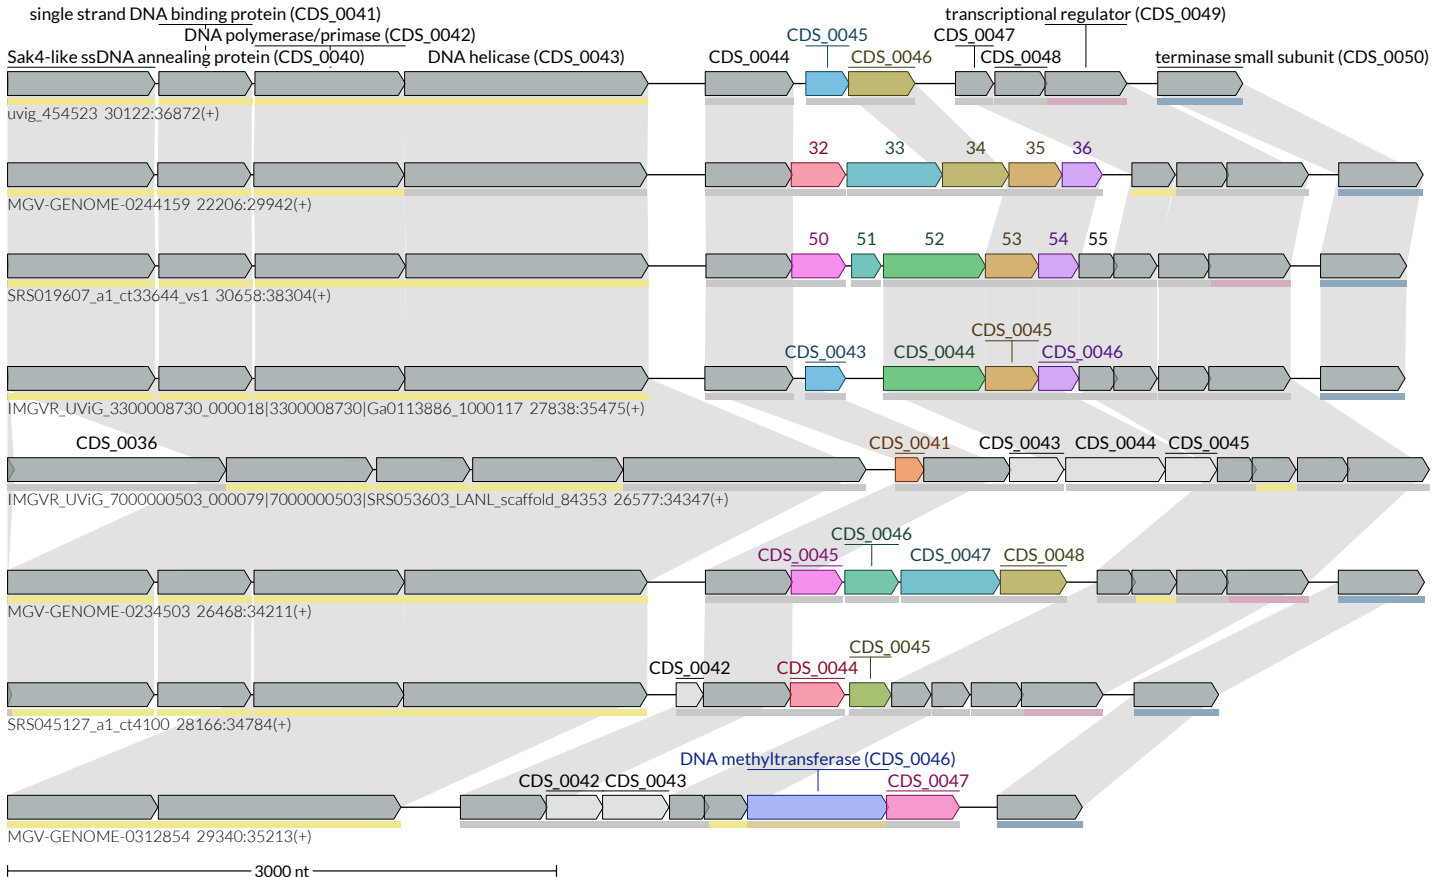 single strand DNA binding protein (CDS_0041)
transcriptional regulator (CDS_0049)
DNA polymerase/primase (CDS_0042)
CDS_0045
CDS_0047
Sak4-like ssDNA annealing protein (CDS_0040)
DNA helicase (CDS_0043)
CDS_0044
CDS_0046
CDS_0048
terminase small subunit (CDS_0050)
uvig_454523 30122:36872(+)
32
33
34
35
36
MGV-GENOME-0244159 22206:29942(+)
50
51
52
53
54
55
SRS019607_a1_ct33644_vs1 30658:38304(+)
CDS_0045
CDS_0043
CDS_0044
CDS_0046
IMGVR_UViG_3300008730_000018|3300008730|Ga0113886_1000117 27838:35475(+)
CDS_0036
CDS_0041
CDS_0043
CDS_0044
CDS_0045
IMGVR_UViG_7000000503_000079|7000000503|SRS053603_LANL_scaffold_84353 26577:34347(+)
CDS_0046
CDS_0045
CDS_0047
CDS_0048
MGV-GENOME-0234503 26468:34211(+)
CDS_0045
CDS_0042
CDS_0044
SRS045127_a1_ct4100 28166:34784(+)
DNA methyltransferase (CDS_0046)
CDS_0042
CDS_0043
CDS_0047
MGV-GENOME-0312854 29340:35213(+)
3000 nt